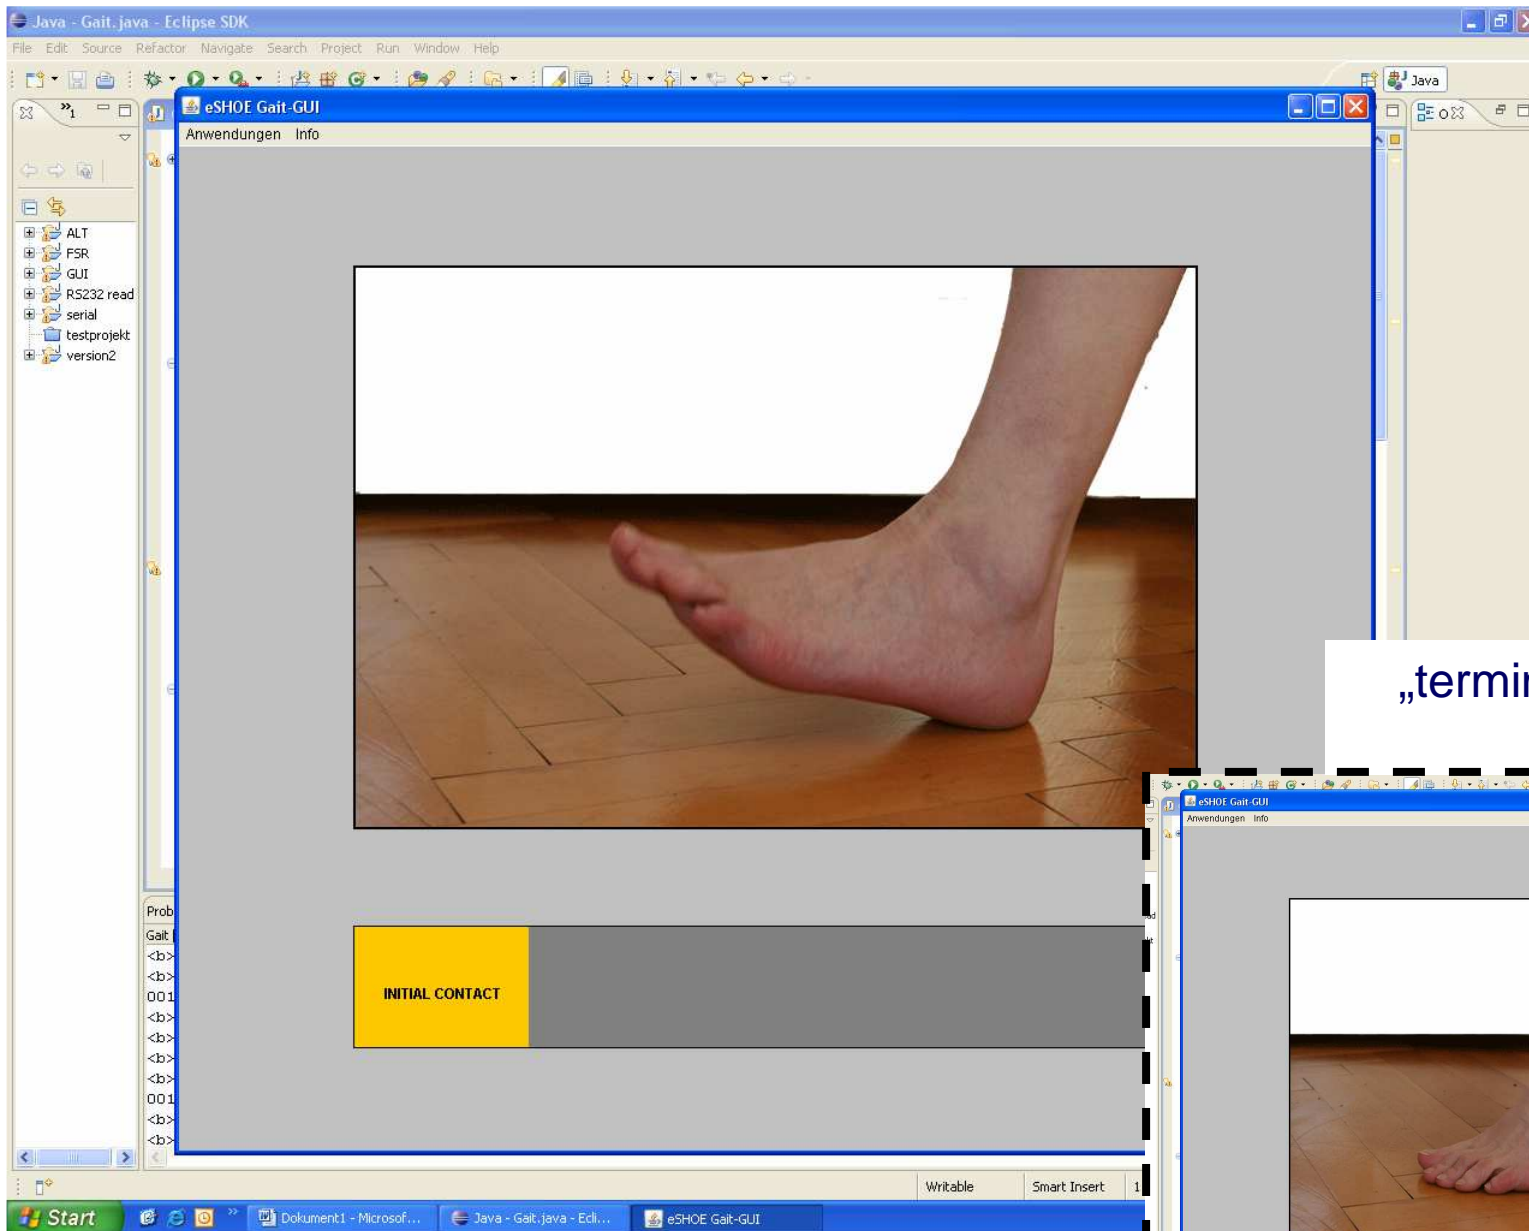 Java - Gait.java - Eclipse SDK
File Edit Source Refactor Navigate Search Project Run Window Help
Java
eSHOE Gait-GUI
Anwendungen Info
ALT
FSR
GUI
RS232 read
serial
testprojekt
version2
„termin
eSHOE Gait-GUI
Anwendungen Info
Prob
Gait
<b>
<b>
001
<b>
<b>
<b>
<b>
001
<b>
<b>
INITIAL CONTACT
Writable Smart Insert 1
Start Dokument1 - Microsof... Java - Gait.java - Ecli... eSHOE Gait-GUI